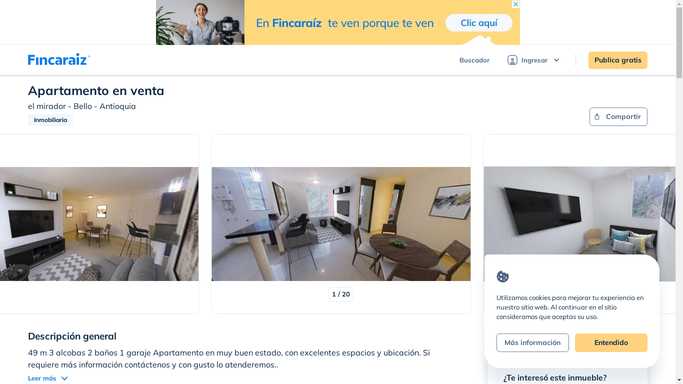 En Fincaraíz te ven porque te ven
Clic aquí
Fincaraíz
Buscador
Ingresar
Publica gratis
Apartamento en venta
el mirador - Bello - Antioquia
Inmobiliaria
Compartir
1 / 20
Utilizamos cookies para mejorar tu experiencia en
nuestro sitio web. Al continuar en el sitio
consideramos que aceptas su uso.
Más información
Entendido
Descripción general
49 m 3 alcobas 2 baños 1 garaje Apartamento en muy buen estado, con excelentes espacios y ubicación. Si
requiere más información contáctenos y con gusto lo atenderemos..
Leer más
¿Te interesó este inmueble?